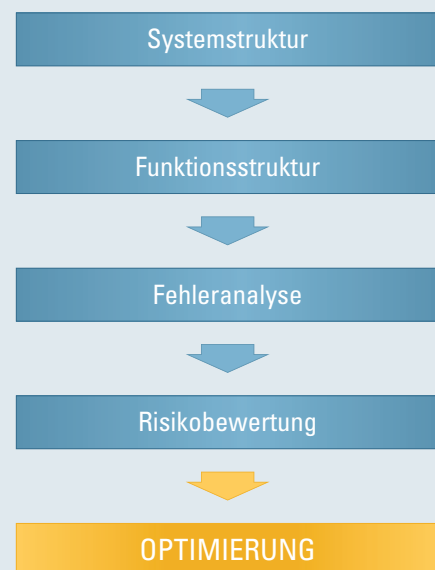 Systemstruktur
Funktionsstruktur
Fehleranalyse
Risikobewertung
OPTIMIERUNG